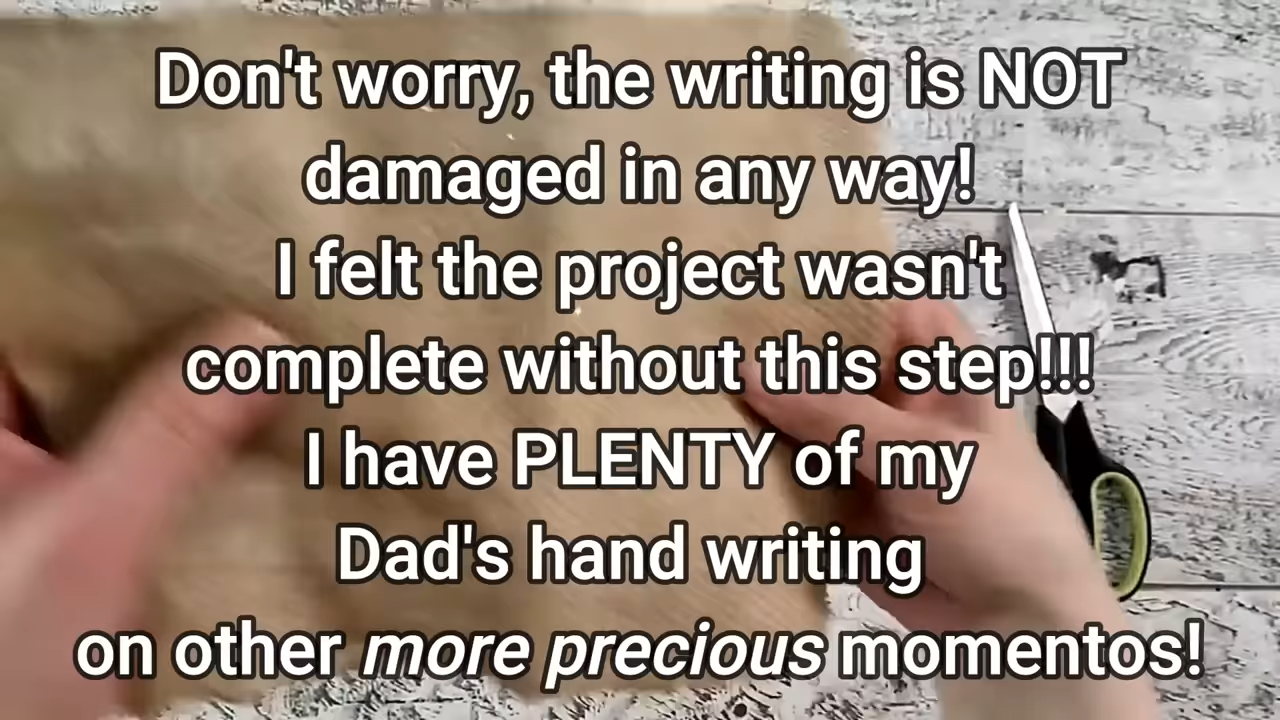 Don't worry, the writing is NOT
damaged in any way!
I felt the project wasn't
complete without this step!!!
I have PLENTY of my
Dad's hand writing
on other more precious momentos!